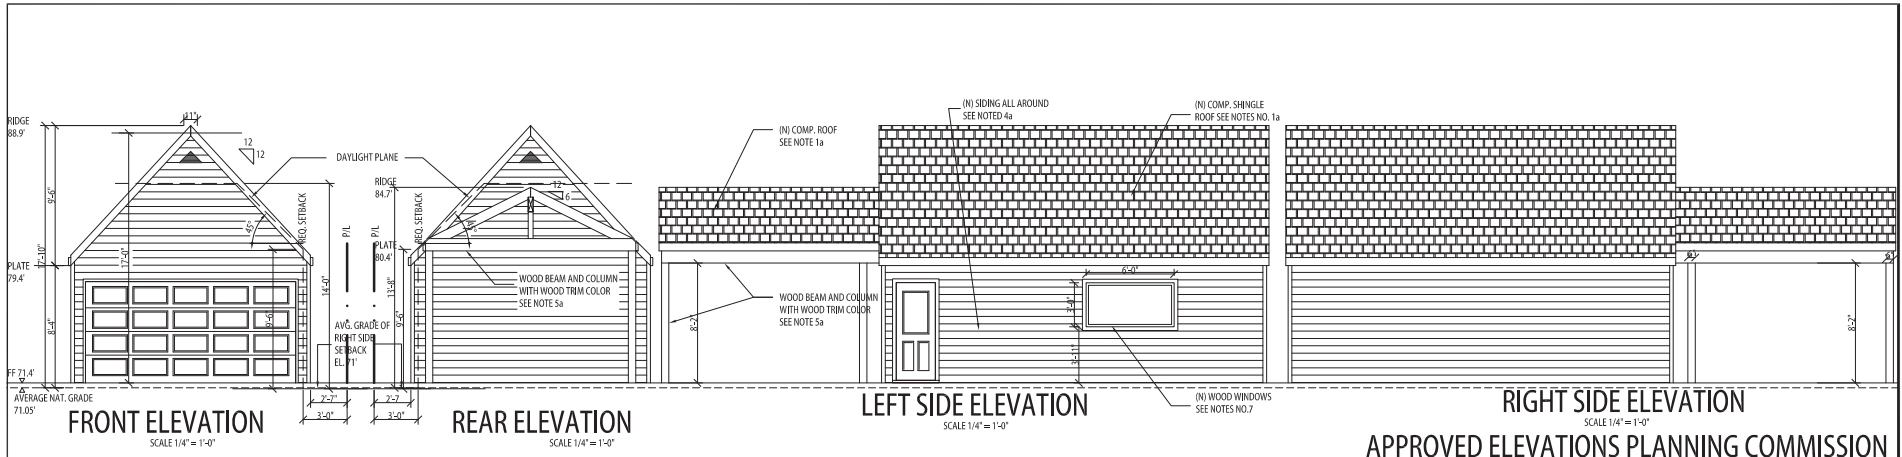 RIDGE
88.9'
11"
12
12
DAYLIGHT PLANE
9'-6"
17'-10"
17'-0"
45°
REQ. SETBACK
P/L
P/L
14'-0"
9'-6"
PLATE
79.4'
8'-4"
FF 71.4'
AVERAGE NAT. GRADE
71.05'
AVG. GRADE OF
RIGHT SIDE
SETBACK
EL. 71'
2'-7"
3'-0"
FRONT ELEVATION
SCALE 1/4" = 1'-0"
RIDGE
84.7'
REQ. SETBACK
12
6
45°
PLATE
80.4'
13'-8"
9'-6"
WOOD BEAM AND COLUMN
WITH WOOD TRIM COLOR
SEE NOTE 5a
2'-7
3'-0"
REAR ELEVATION
SCALE 1/4" = 1'-0"
(N) COMP. ROOF
SEE NOTE 1a
(N) SIDING ALL AROUND
SEE NOTED 4a
(N) COMP. SHINGLE
ROOF SEE NOTES NO. 1a
WOOD BEAM AND COLUMN
WITH WOOD TRIM COLOR
SEE NOTE 5a
8'-2"
6'-0"
3'-0"
3'-11"
(N) WOOD WINDOWS
SEE NOTES NO.7
LEFT SIDE ELEVATION
SCALE 1/4" = 1'-0"
8'-2"
RIGHT SIDE ELEVATION
SCALE 1/4" = 1'-0"
APPROVED ELEVATIONS PLANNING COMMISSION